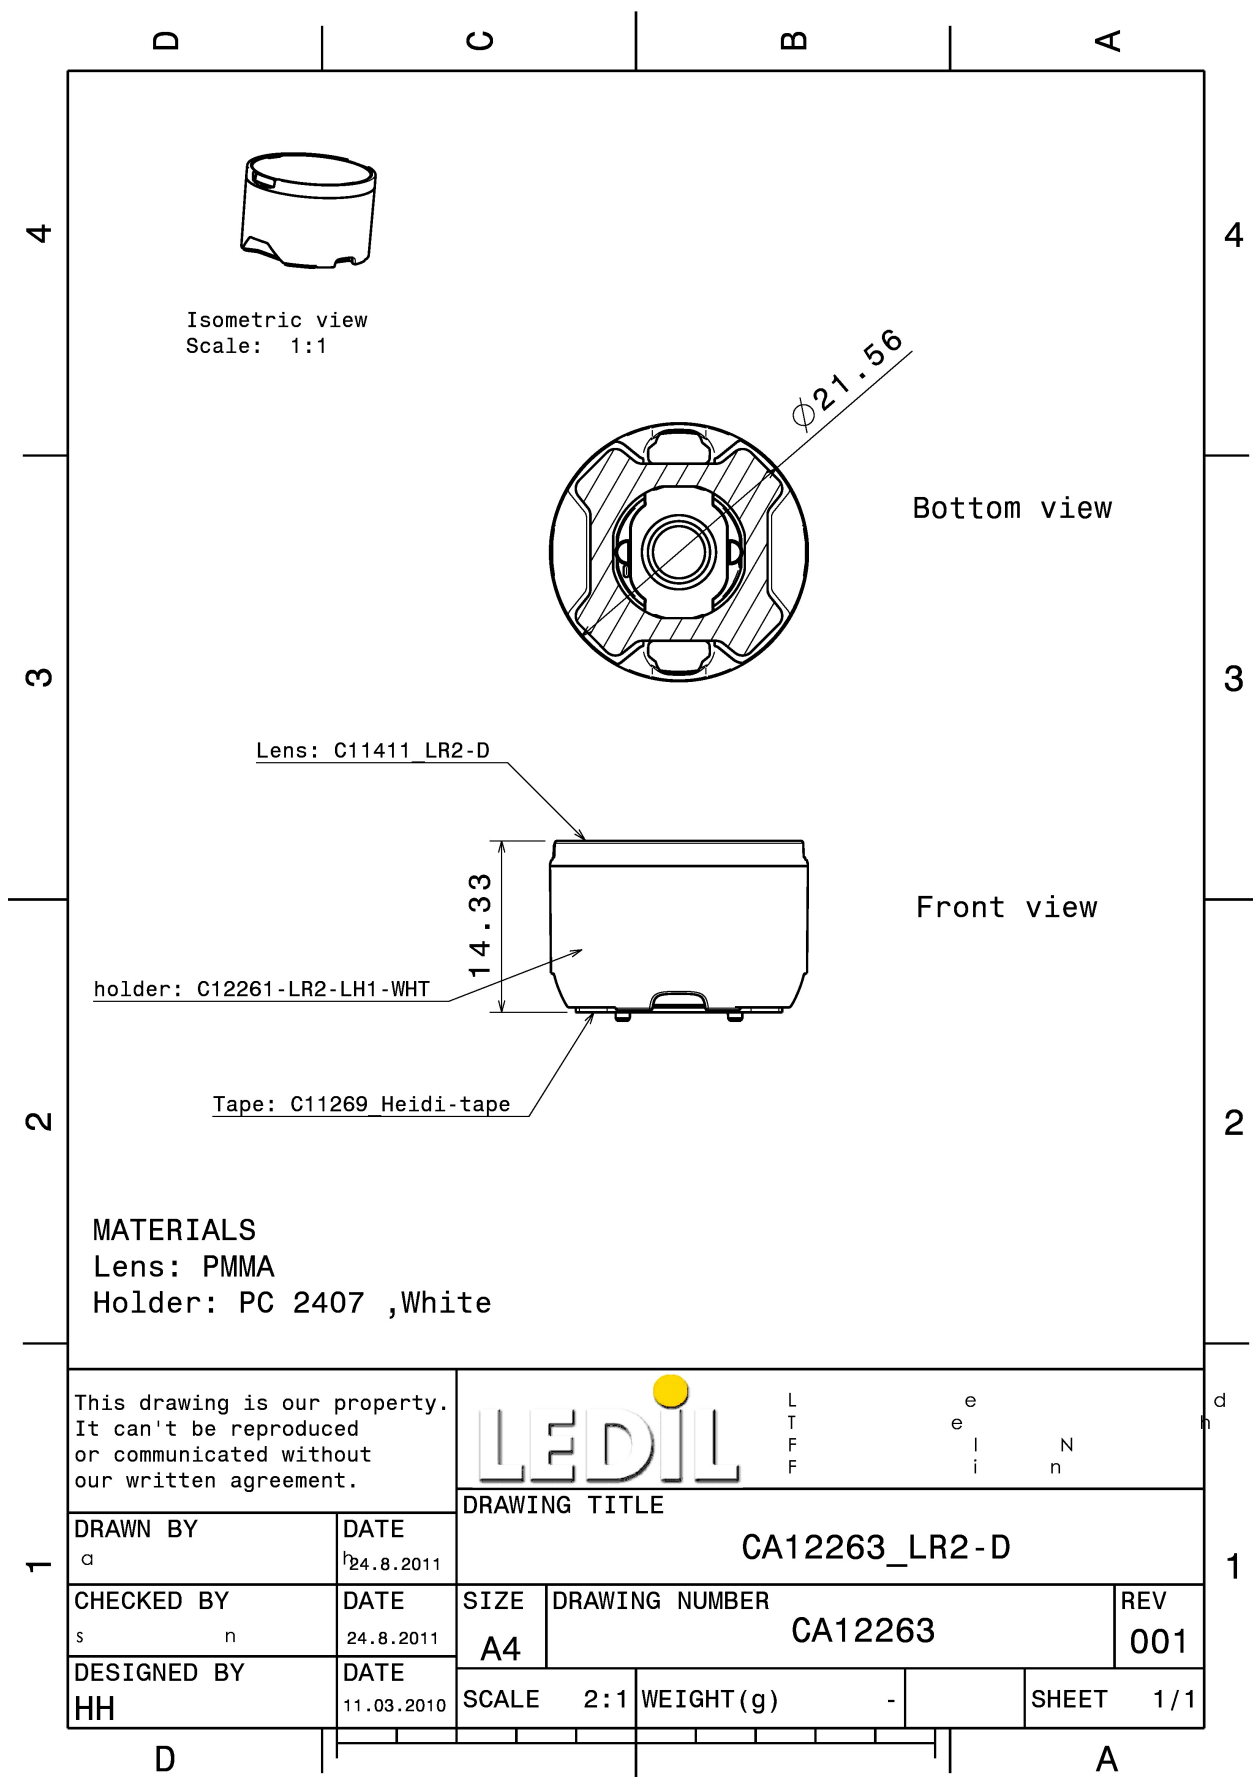 D C B A
4 4
Isometric view
Scale: 1:1
Ø21.56
Bottom view
3 3
Lens: C11411_LR2-D
14.33
Front view
holder: C12261-LR2-LH1-WHT
Tape: C11269_Heidi-tape
2 2
MATERIALS
Lens: PMMA
Holder: PC 2407 ,White
This drawing is our property.
It can't be reproduced
or communicated without
our written agreement.
LEDiL
L e d
T e h
F l N
F i n
DRAWING TITLE
CA12263_LR2-D
DRAWN BY
a
DATE
h24.8.2011
1 1
CHECKED BY
s n
DATE
24.8.2011
SIZE
A4
DRAWING NUMBER
CA12263
REV
001
DESIGNED BY
HH
DATE
11.03.2010
SCALE 2:1
WEIGHT(g) -
SHEET 1/1
D A